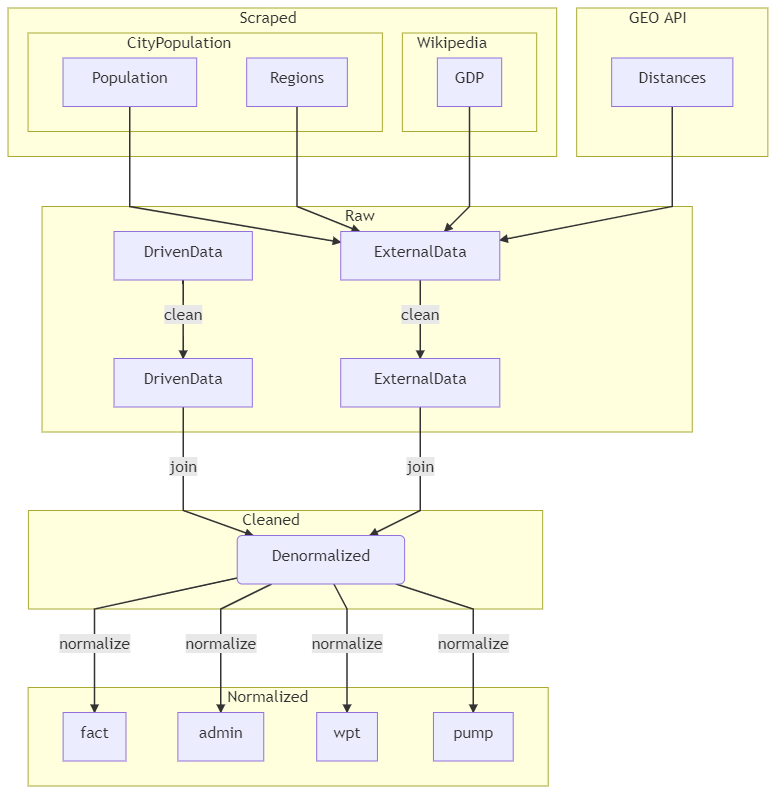 Scraped
GEO API
CityPopulation
Wikipedia
Population
Regions
GDP
Distances
Raw
DrivenData
ExternalData
clean
clean
DrivenData
ExternalData
join
join
Cleaned
Denormalized
normalize
normalize
normalize
normalize
Normalized
fact
admin
wpt
pump